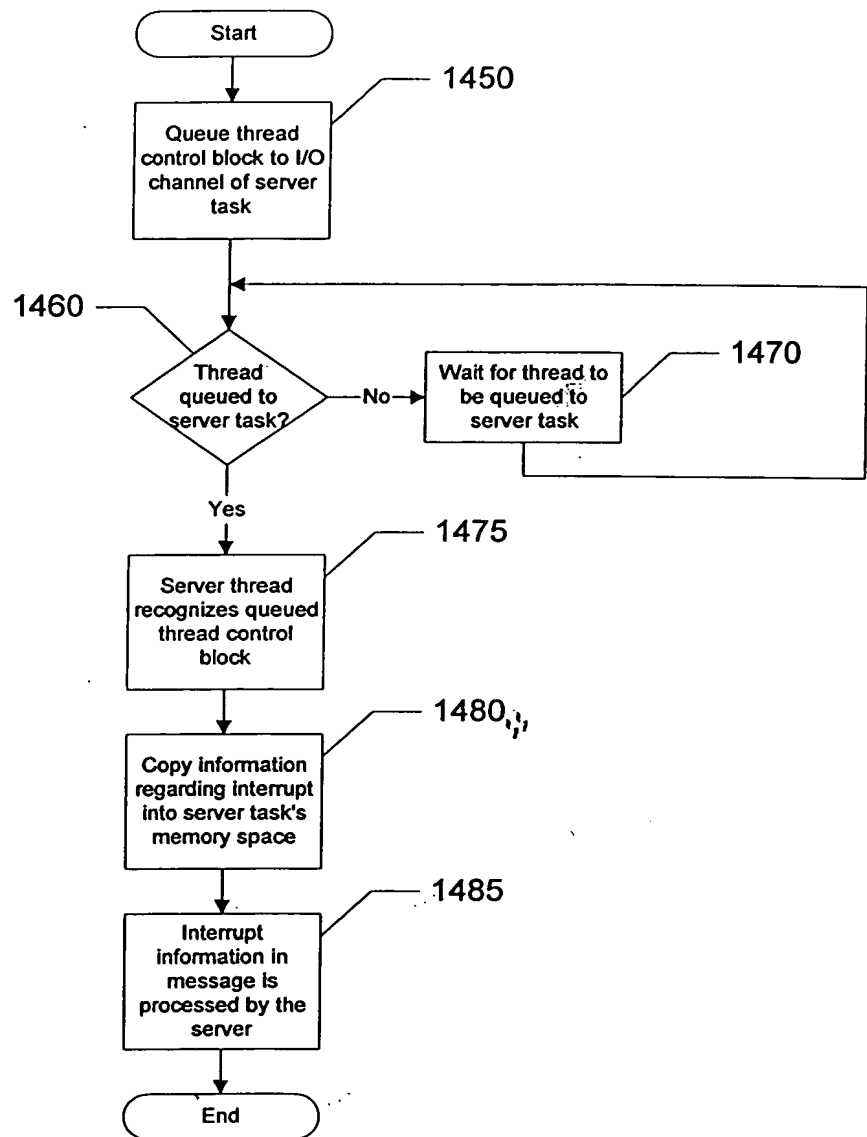 Start
1450
Queue thread
control block to I/O
channel of server
task
1460
Thread
queued to
server task?
No
Wait for thread to
be queued to
server task
1470
Yes
1475
Server thread
recognizes queued
thread control
block
1480
Copy information
regarding interrupt
into server task's
memory space
1485
Interrupt
information in
message is
processed by the
server
End